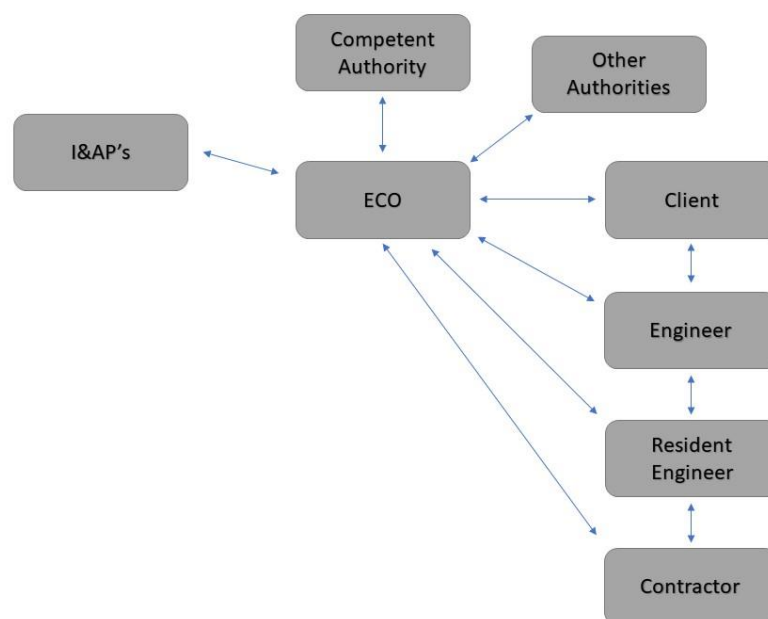 Competent
Authority
Other
Authorities
I&AP's
ECO
Client
Engineer
Resident
Engineer
Contractor